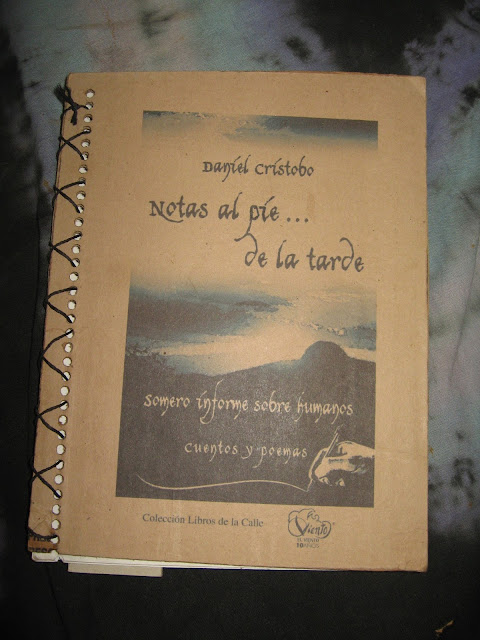 Daniel Cristobo
Notas al pie...
de la tarde
somero informe sobre humanos
cuentos y poemas
Colección Libros de la Calle
Viento